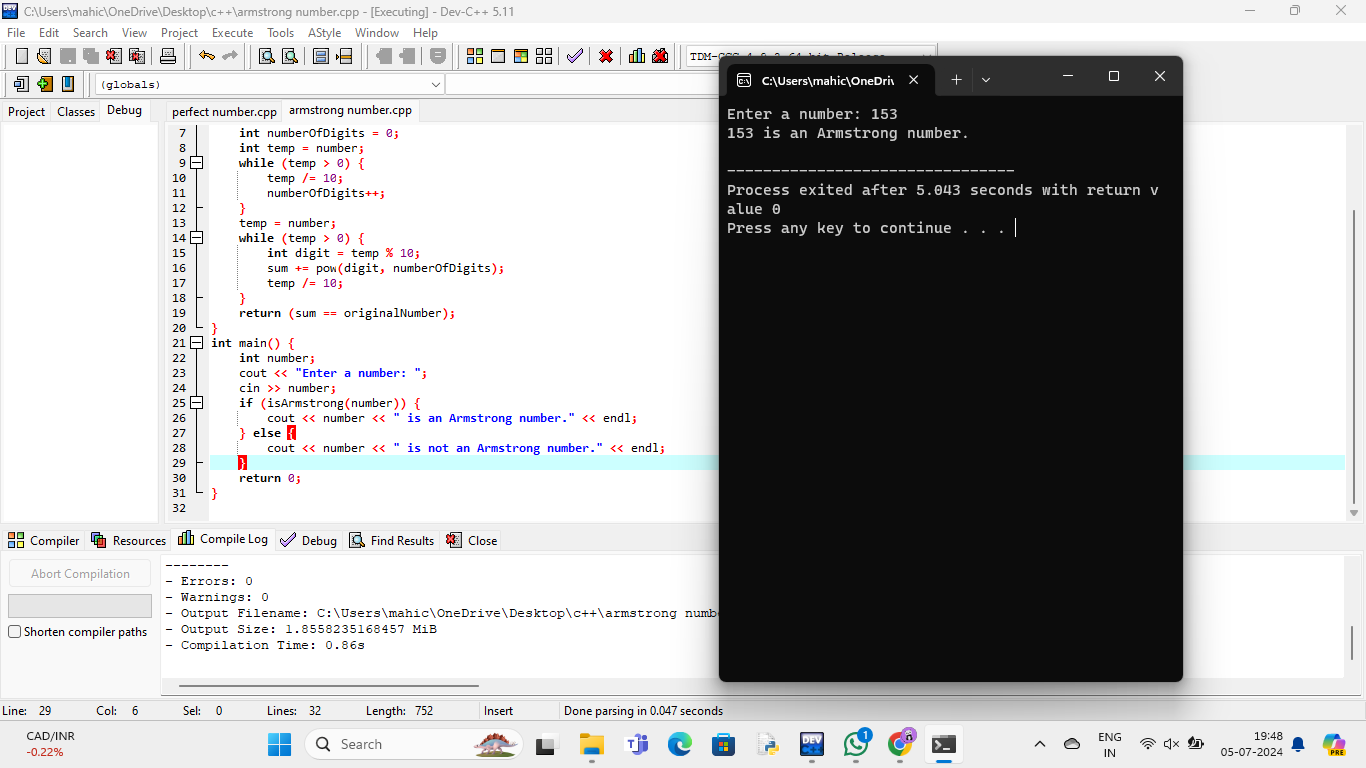 C:\Users\mahic\OneDrive\Desktop\c++\armstrong number.cpp - [Executing] - Dev-C++ 5.11
File Edit Search View Project Execute Tools AStyle Window Help
(globals)
Project Classes Debug
perfect number.cpp armstrong number.cpp
7 int numberOfDigits = 0;
8 int temp = number;
9 while (temp > 0) {
10 temp /= 10;
11 numberOfDigits++;
12 }
13 temp = number;
14 while (temp > 0) {
15 int digit = temp % 10;
16 sum += pow(digit, numberOfDigits);
17 temp /= 10;
18 }
19 return (sum == originalNumber);
20 }
21 int main() {
22 int number;
23 cout << "Enter a number: ";
24 cin >> number;
25 if (isArmstrong(number)) {
26 cout << number << " is an Armstrong number." << endl;
27 } else {
28 cout << number << " is not an Armstrong number." << endl;
29 }
30 return 0;
31 }
32
C:\Users\mahic\OneDri
Enter a number: 153
153 is an Armstrong number.
--------------------------------
Process exited after 5.043 seconds with return v
alue 0
Press any key to continue . . .
Compiler Resources Compile Log Debug Find Results Close
Abort Compilation
Shorten compiler paths
--------
- Errors: 0
- Warnings: 0
- Output Filename: C:\Users\mahic\OneDrive\Desktop\c++\armstrong numb
- Output Size: 1.8558235168457 MiB
- Compilation Time: 0.86s
Line: 29 Col: 6 Sel: 0 Lines: 32 Length: 752 Insert Done parsing in 0.047 seconds
CAD/INR
-0.22%
Search
DEV
1
ENG
IN
19:48
05-07-2024
PRE